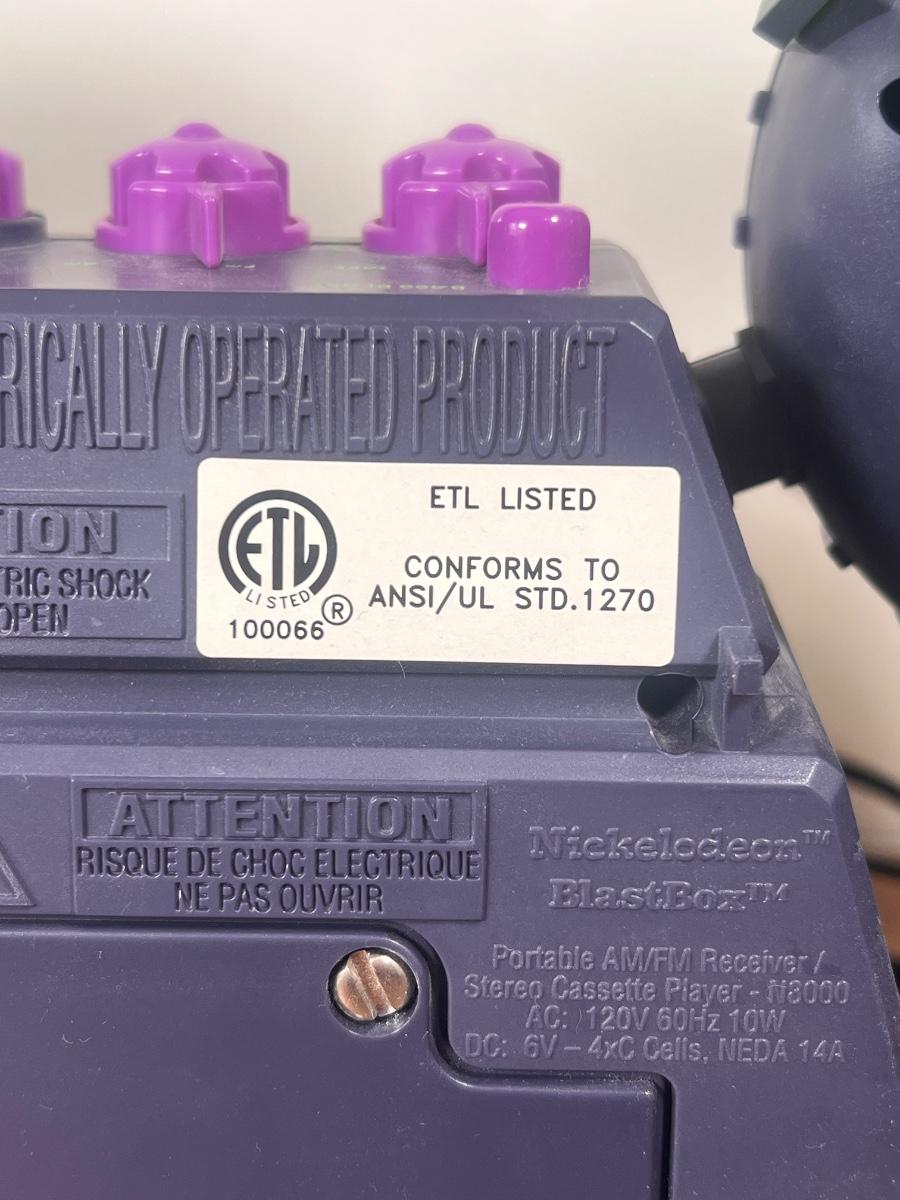 RICALLY OPERATED PRODUCT
TION
TRIC SHOCK
OPEN
ETL
LISTED
®
100066
ETL LISTED
CONFORMS TO
ANSI/UL STD.1270
ATTENTION
RISQUE DE CHOC ELECTRIQUE
NE PAS OUVRIR
Nickelodeon™
BlastBox™
Portable AM/FM Receiver /
Stereo Cassette Player - N8000
AC: 120V 60Hz 10W
DC: 6V – 4xC Cells, NEDA 14A